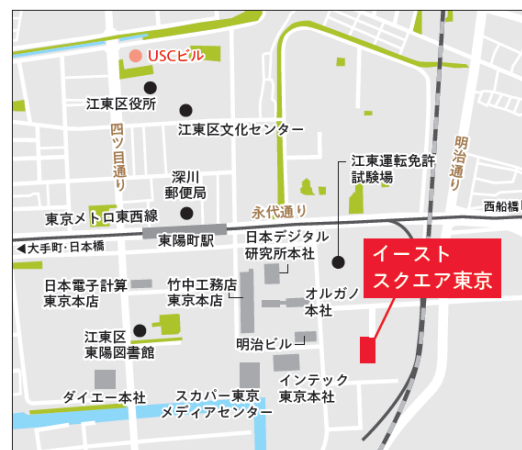 USCビル
江東区役所
江東区文化センター
四ツ目通り
明治通り
深川
郵便局
江東運転免許
試験場
永代通り
西船橋▶
東京メトロ東西線
東陽町駅
◀大手町・日本橋
日本デジタル
研究所本社
イースト
スクエア東京
日本電子計算
東京本店
竹中工務店
東京本店
オルガノ
本社
江東区
東陽図書館
明治ビル
ダイエー本社
スカパー東京
メディアセンター
インテック
東京本社